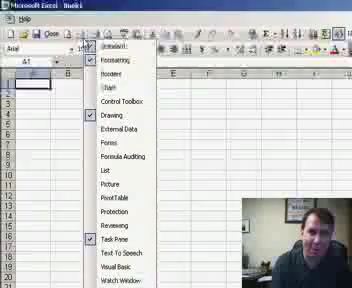 Microsoft Excel - Book1
Help
Close
Arial
A1
A B E F G H
Standard
Formatting
Borders
Chart
Control Toolbox
Drawing
External Data
Forms
Formula Auditing
List
Picture
PivotTable
Protection
Reviewing
Task Pane
Text To Speech
Visual Basic
Watch Window
1
2
3
4
5
6
7
8
9
10
11
12
13
14
15
16
17
18
19
20
21